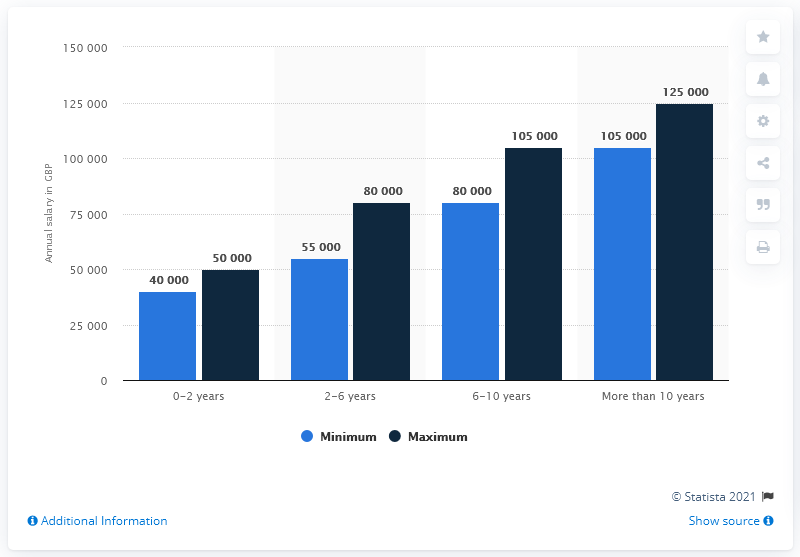 150 000
125 000
100 000
75 000
50 000
25 000
0
Annual salary in GBP
40 000
50 000
55 000
80 000
80 000
105 000
105 000
125 000
0–2 years
2–6 years
6–10 years
More than 10 years
Minimum
Maximum
© Statista 2021
Additional Information
Show source